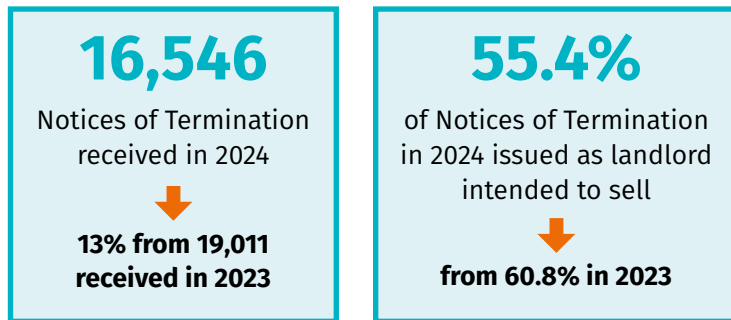 16,546
Notices of Termination
received in 2024
13% from 19,011
received in 2023
55.4%
of Notices of Termination
in 2024 issued as landlord
intended to sell
from 60.8% in 2023